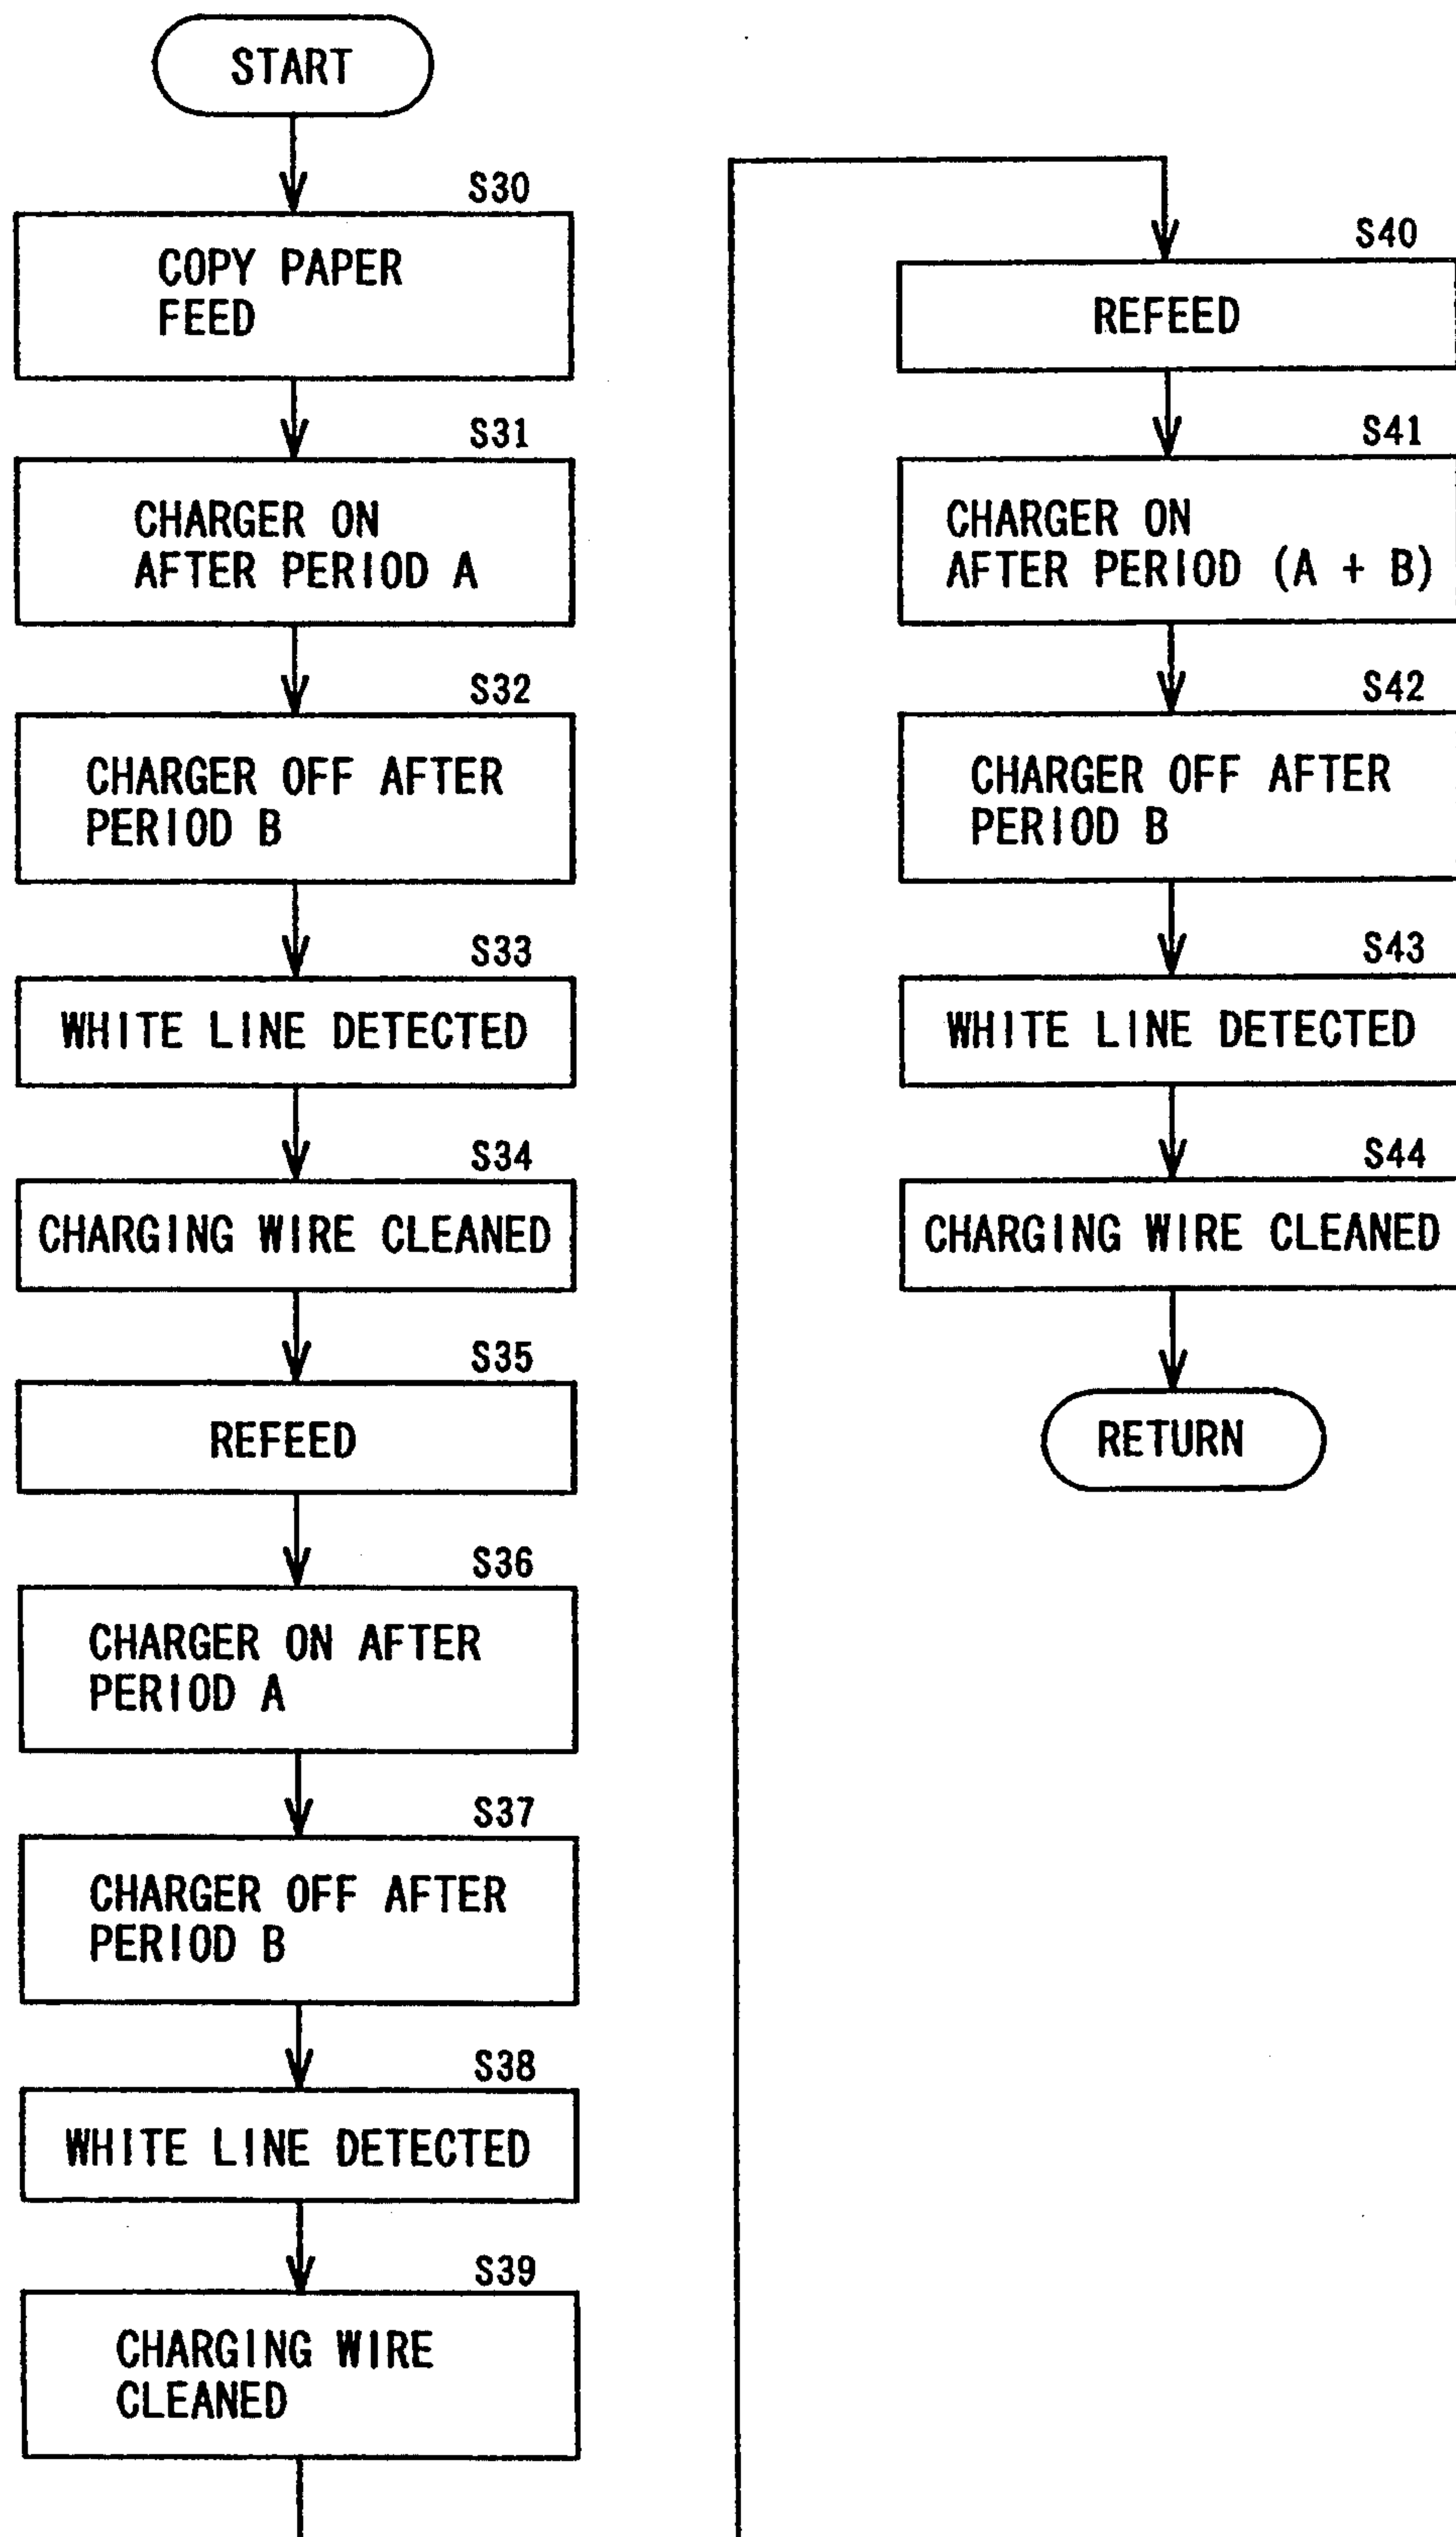 START
S30
COPY PAPER
FEED
S31
CHARGER ON
AFTER PERIOD A
S32
CHARGER OFF AFTER
PERIOD B
S33
WHITE LINE DETECTED
S34
CHARGING WIRE CLEANED
S35
REFEED
S36
CHARGER ON AFTER
PERIOD A
S37
CHARGER OFF AFTER
PERIOD B
S38
WHITE LINE DETECTED
S39
CHARGING WIRE
CLEANED
S40
REFEED
S41
CHARGER ON
AFTER PERIOD (A + B)
S42
CHARGER OFF AFTER
PERIOD B
S43
WHITE LINE DETECTED
S44
CHARGING WIRE CLEANED
RETURN